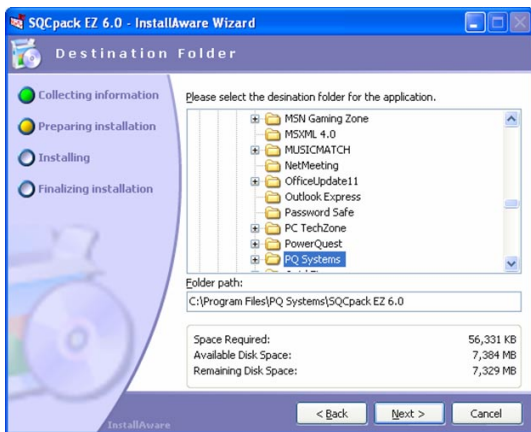 SQCpack EZ 6.0 - InstallAware Wizard
Destination Folder
Collecting information
Preparing installation
Installing
Finalizing installation
Please select the desination folder for the application.
MSN Gaming Zone
MSXML 4.0
MUSICMATCH
NetMeeting
OfficeUpdate11
Outlook Express
Password Safe
PC TechZone
PowerQuest
PQ Systems
Folder path:
C:\Program Files\PQ Systems\SQCpack EZ 6.0
Space Required: 56,331 KB
Available Disk Space: 7,384 MB
Remaining Disk Space: 7,329 MB
InstallAware
< Back Next > Cancel